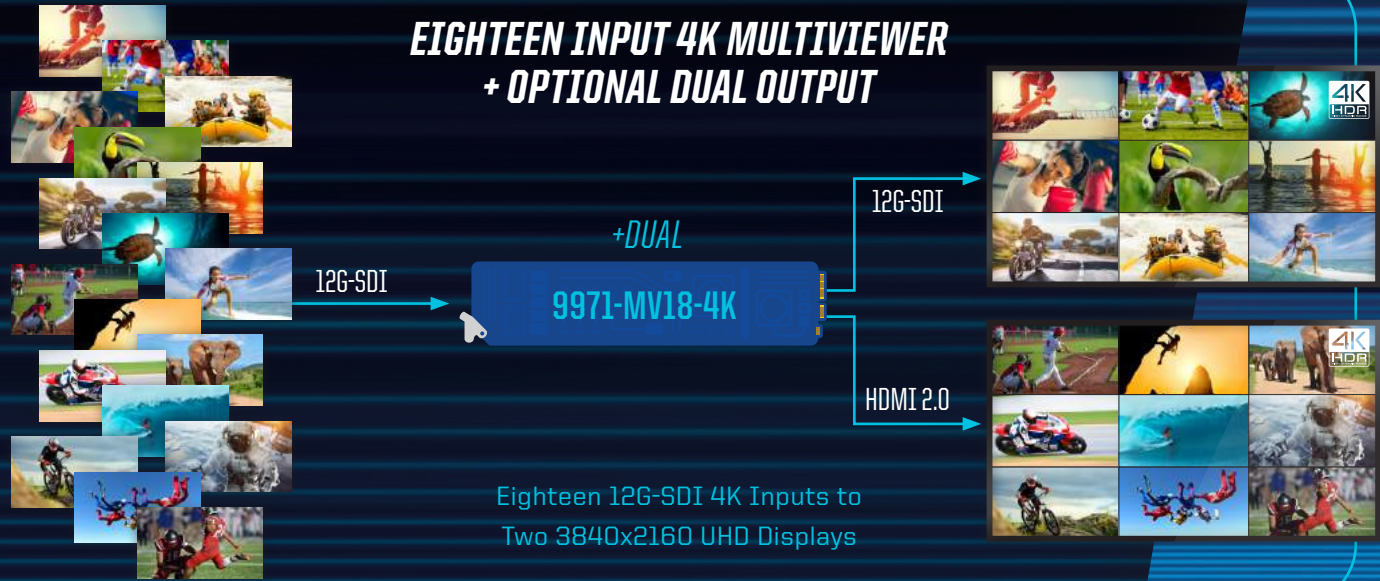 EIGHTEEN INPUT 4K MULTIVIEWER
+ OPTIONAL DUAL OUTPUT
4K
HDR
12G-SDI
+DUAL
12G-SDI
9971-MV18-4K
4K
HDR
HDMI 2.0
Eighteen 12G-SDI 4K Inputs to
Two 3840x2160 UHD Displays